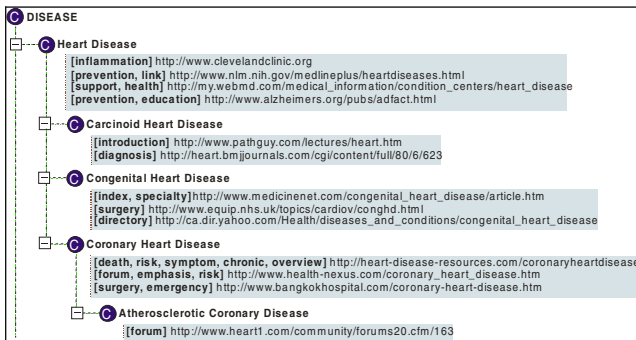 C DISEASE
C Heart Disease
[inflammation] http://www.clevelandclinic.org
[prevention, link] http://www.nlm.nih.gov/medlineplus/heartdiseases.html
[support, health] http://my.webmd.com/medical_information/condition_centers/heart_disease
[prevention, education] http://www.alzheimers.org/pubs/adfact.htm
C Carcinoid Heart Disease
[introduction] http://www.pathguy.com/lectures/heart.htm
[diagnosis] http://heart.bmjjournals.com/cgi/content/full/80/6/623
C Congenital Heart Disease
[index, specialty]http://www.medicinenet.com/congenital_heart_disease/article.htm
[surgery] http://www.equip.nhs.uk/topics/cardiov/conghd.html
[directory] http://ca.dir.yahoo.com/Health/diseases_and_conditions/congenital_heart_disease
C Coronary Heart Disease
[death, risk, symptom, chronic, overview] http://heart-disease-resources.com/coronaryheartdisease
[forum, emphasis, risk] http://www.health-nexus.com/coronary_heart_disease.htm
[surgery, emergency] http://www.bangkokhospital.com/coronary-heart-disease.htm
C Atherosclerotic Coronary Disease
[forum] http://www.heart1.com/community/forums20.cfm/163